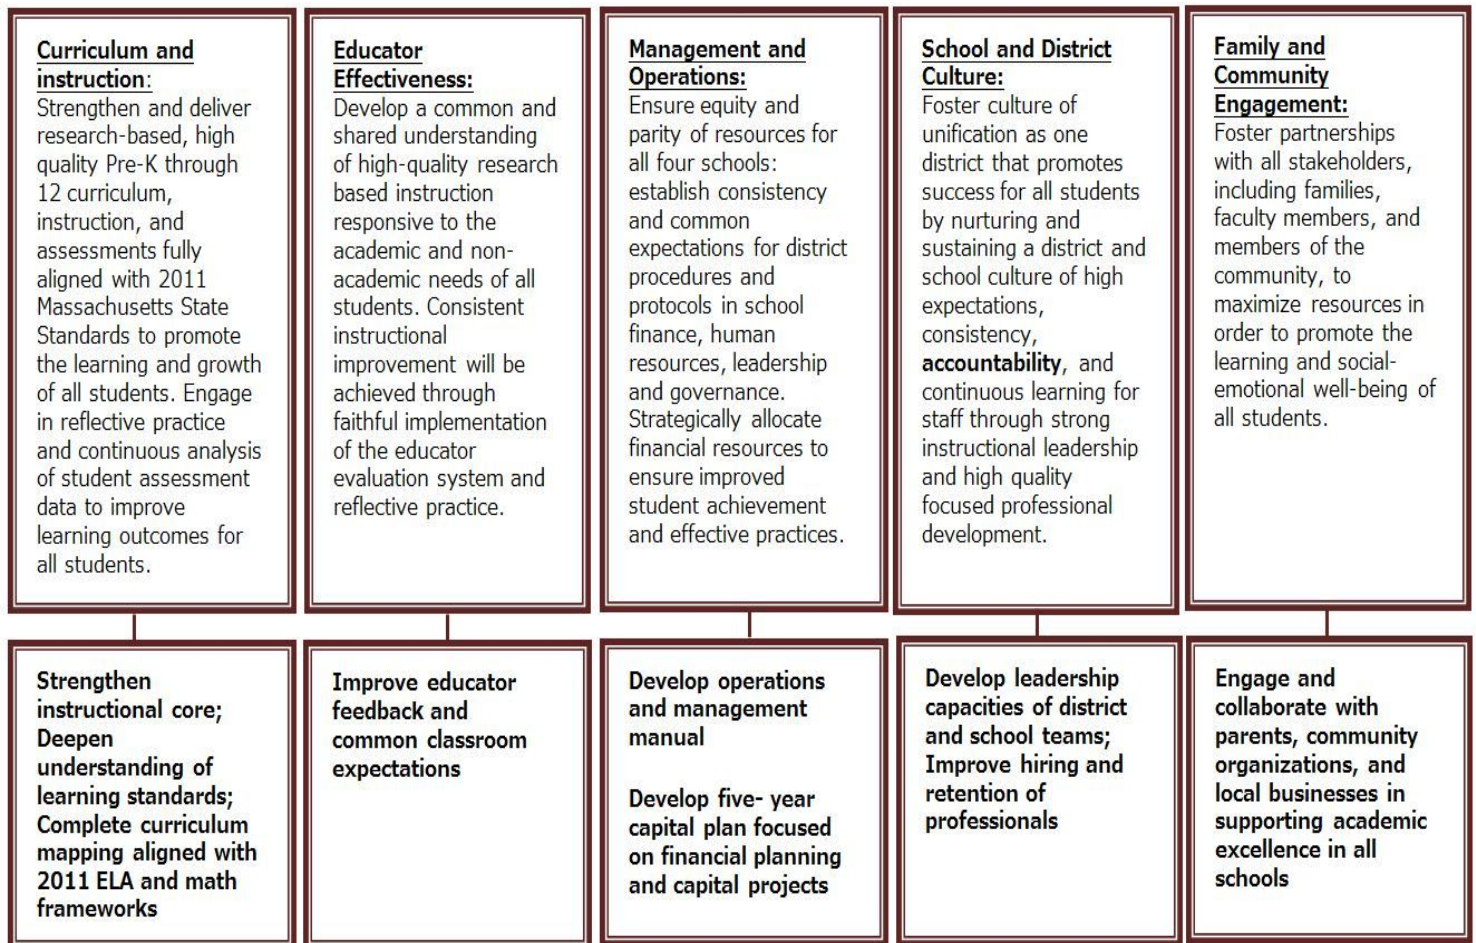 Curriculum and
instruction:
Strengthen and deliver
research-based, high
quality Pre-K through
12 curriculum,
instruction, and
assessments fully
aligned with 2011
Massachusetts State
Standards to promote
the learning and growth
of all students. Engage
in reflective practice
and continuous analysis
of student assessment
data to improve
learning outcomes for
all students.
Educator
Effectiveness:
Develop a common and
shared understanding
of high-quality research
based instruction
responsive to the
academic and non-
academic needs of all
students. Consistent
instructional
improvement will be
achieved through
faithful implementation
of the educator
evaluation system and
reflective practice.
Management and
Operations:
Ensure equity and
parity of resources for
all four schools:
establish consistency
and common
expectations for district
procedures and
protocols in school
finance, human
resources, leadership
and governance.
Strategically allocate
financial resources to
ensure improved
student achievement
and effective practices.
School and District
Culture:
Foster culture of
unification as one
district that promotes
success for all students
by nurturing and
sustaining a district and
school culture of high
expectations,
consistency,
accountability, and
continuous learning for
staff through strong
instructional leadership
and high quality
focused professional
development.
Family and
Community
Engagement:
Foster partnerships
with all stakeholders,
including families,
faculty members, and
members of the
community, to
maximize resources in
order to promote the
learning and social-
emotional well-being of
all students.
Strengthen
instructional core;
Deepen
understanding of
learning standards;
Complete curriculum
mapping aligned with
2011 ELA and math
frameworks
Improve educator
feedback and
common classroom
expectations
Develop operations
and management
manual
Develop five- year
capital plan focused
on financial planning
and capital projects
Develop leadership
capacities of district
and school teams;
Improve hiring and
retention of
professionals
Engage and
collaborate with
parents, community
organizations, and
local businesses in
supporting academic
excellence in all
schools